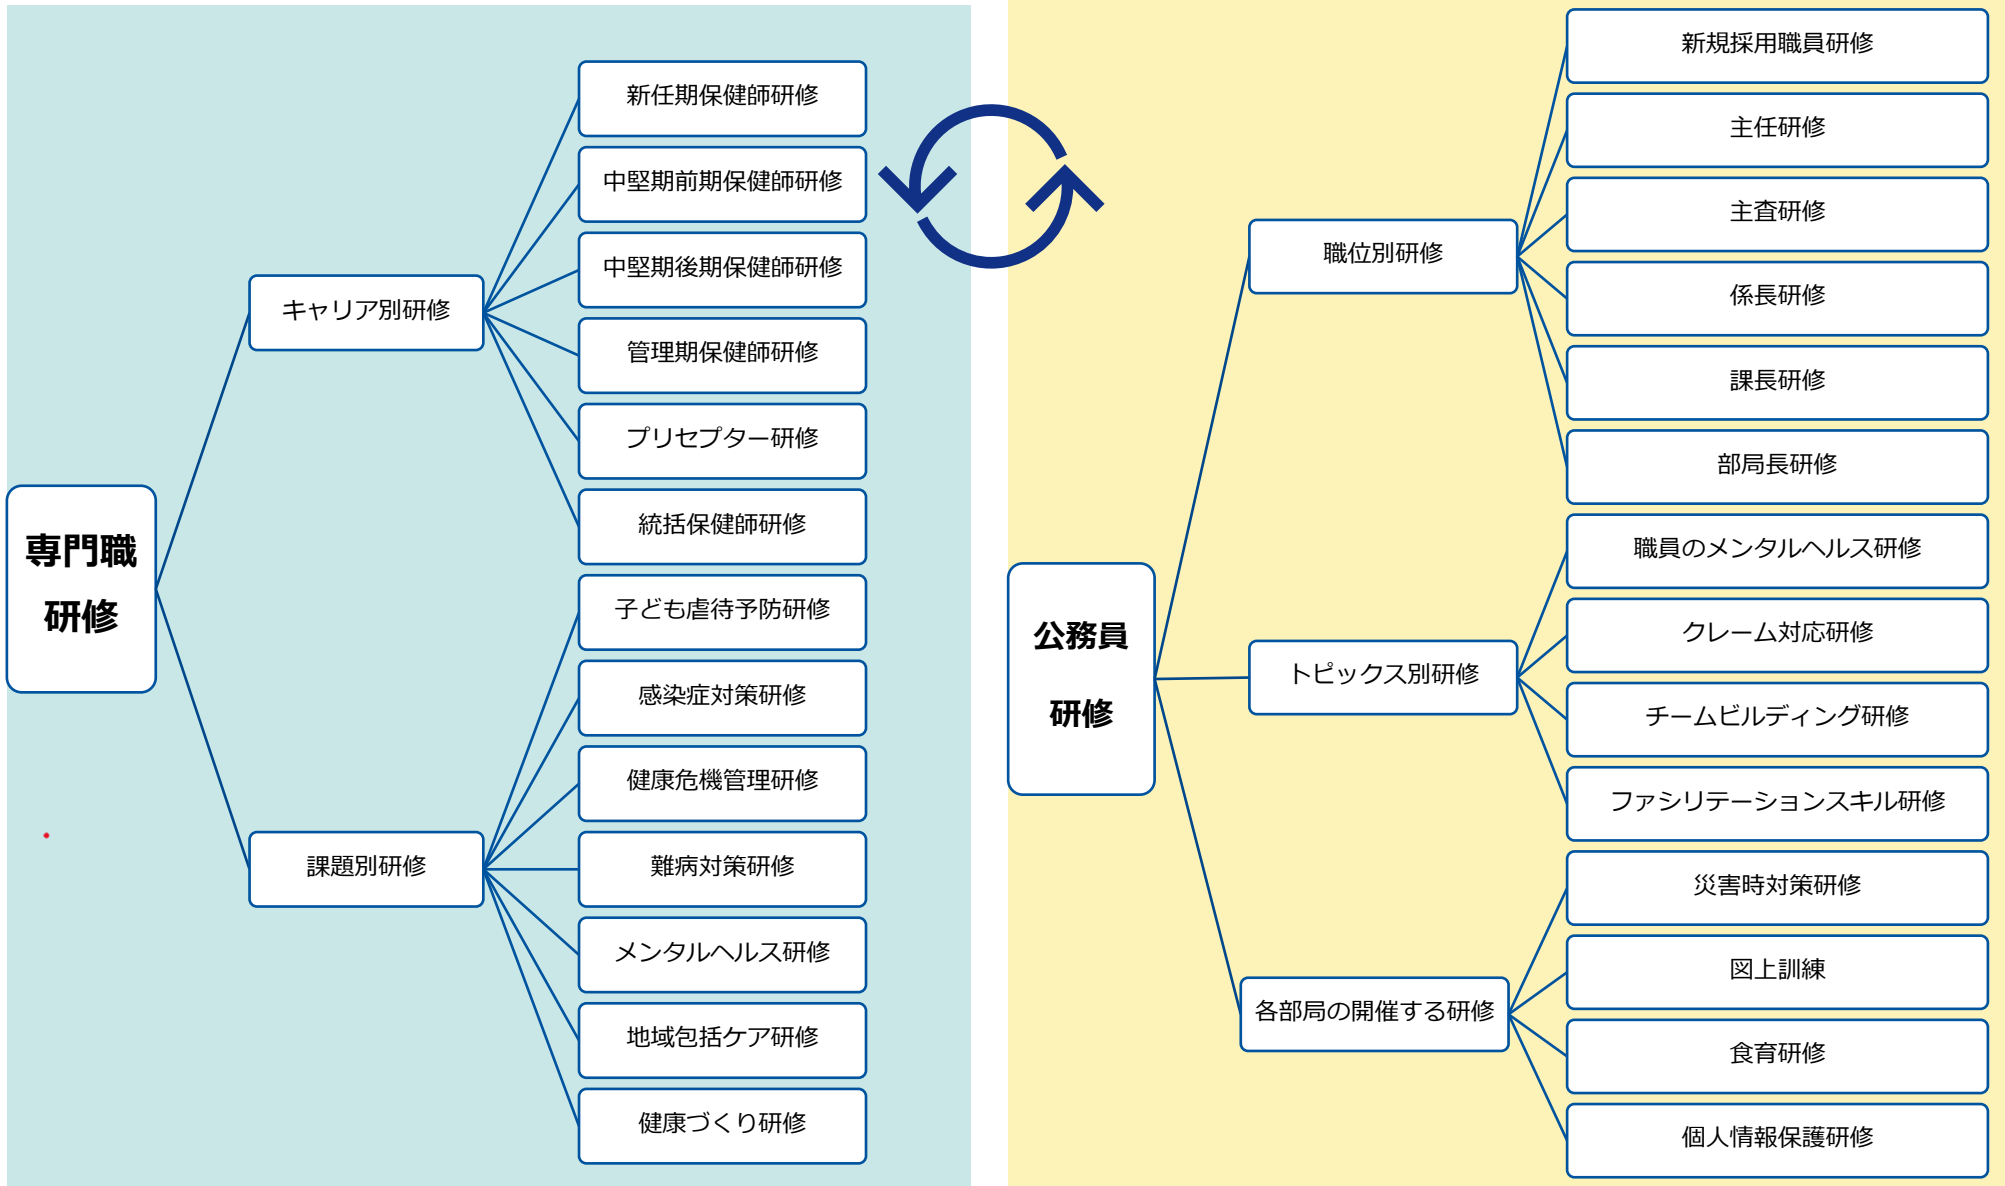 専門職
研修
キャリア別研修
新任期保健師研修
中堅期前期保健師研修
中堅期後期保健師研修
管理期保健師研修
プリセプター研修
統括保健師研修
課題別研修
子ども虐待予防研修
感染症対策研修
健康危機管理研修
難病対策研修
メンタルヘルス研修
地域包括ケア研修
健康づくり研修
公務員
研修
職位別研修
新規採用職員研修
主任研修
主査研修
係長研修
課長研修
部局長研修
トピックス別研修
職員のメンタルヘルス研修
クレーム対応研修
チームビルディング研修
ファシリテーションスキル研修
各部局の開催する研修
災害時対策研修
図上訓練
食育研修
個人情報保護研修